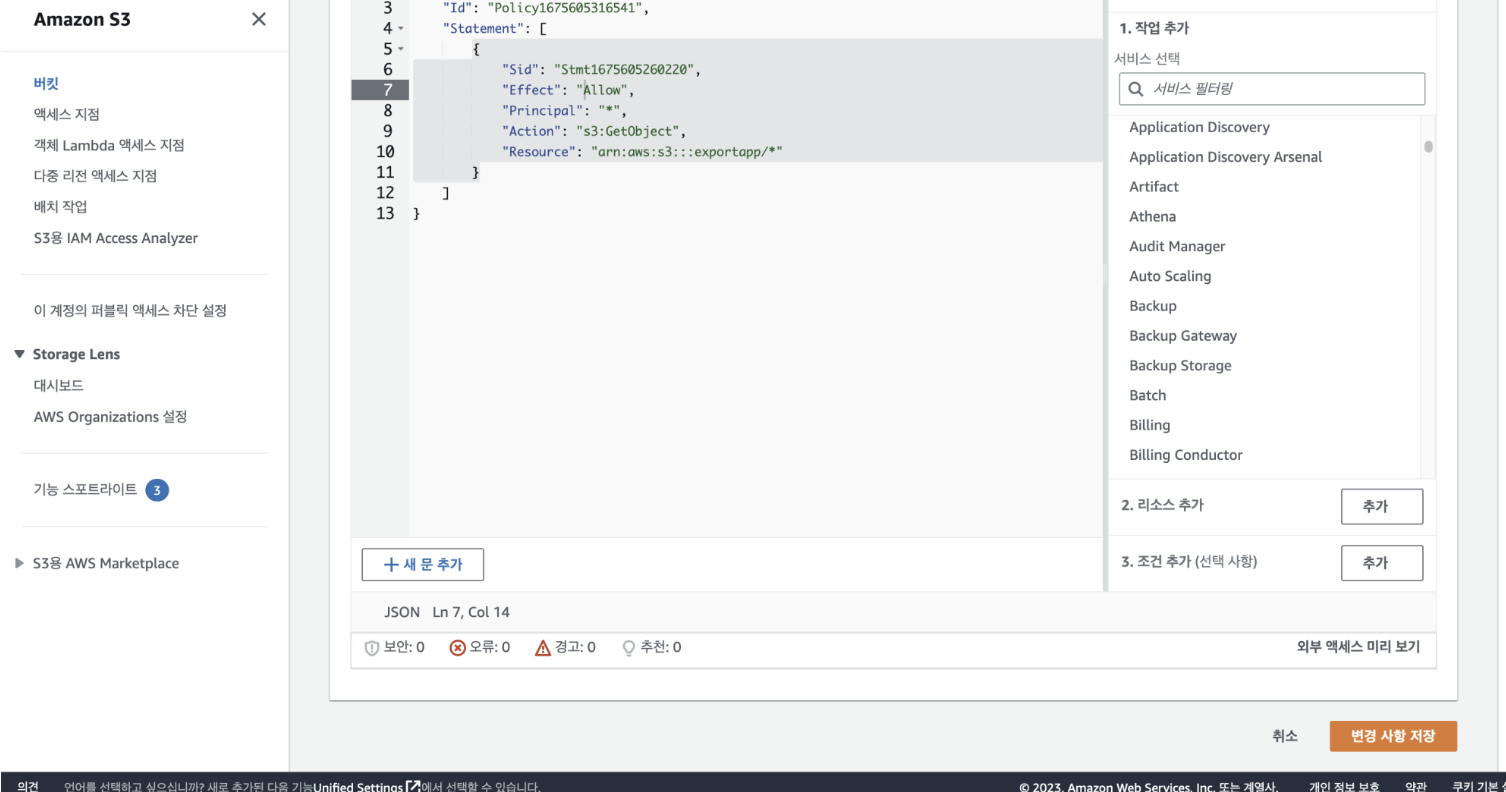 Amazon S3
버킷
액세스 지점
객체 Lambda 액세스 지점
다중 리전 액세스 지점
배치 작업
S3용 IAM Access Analyzer
이 계정의 퍼블릭 액세스 차단 설정
Storage Lens
대시보드
AWS Organizations 설정
기능 스포트라이트 3
S3용 AWS Marketplace
3 "Id": "Policy1675605316541",
4 "Statement": [
5 {
6 "Sid": "Stmt1675605260220",
7 "Effect": "Allow",
8 "Principal": "*",
9 "Action": "s3:GetObject",
10 "Resource": "arn:aws:s3:::exportapp/*"
11 }
12 ]
13 }
+ 새 문 추가
JSON Ln 7, Col 14
보안: 0 오류: 0 경고: 0 추천: 0
외부 액세스 미리 보기
1. 작업 추가
서비스 선택
서비스 필터링
Application Discovery
Application Discovery Arsenal
Artifact
Athena
Audit Manager
Auto Scaling
Backup
Backup Gateway
Backup Storage
Batch
Billing
Billing Conductor
2. 리소스 추가 추가
3. 조건 추가 (선택 사항) 추가
취소 변경 사항 저장
의견 언어를 선택하고 싶으십니까? 새로 추가된 다음 기능Unified Settings에서 선택할 수 있습니다.
© 2023, Amazon Web Services, Inc. 또는 계열사. 개인 정보 보호 약관 쿠키 기본